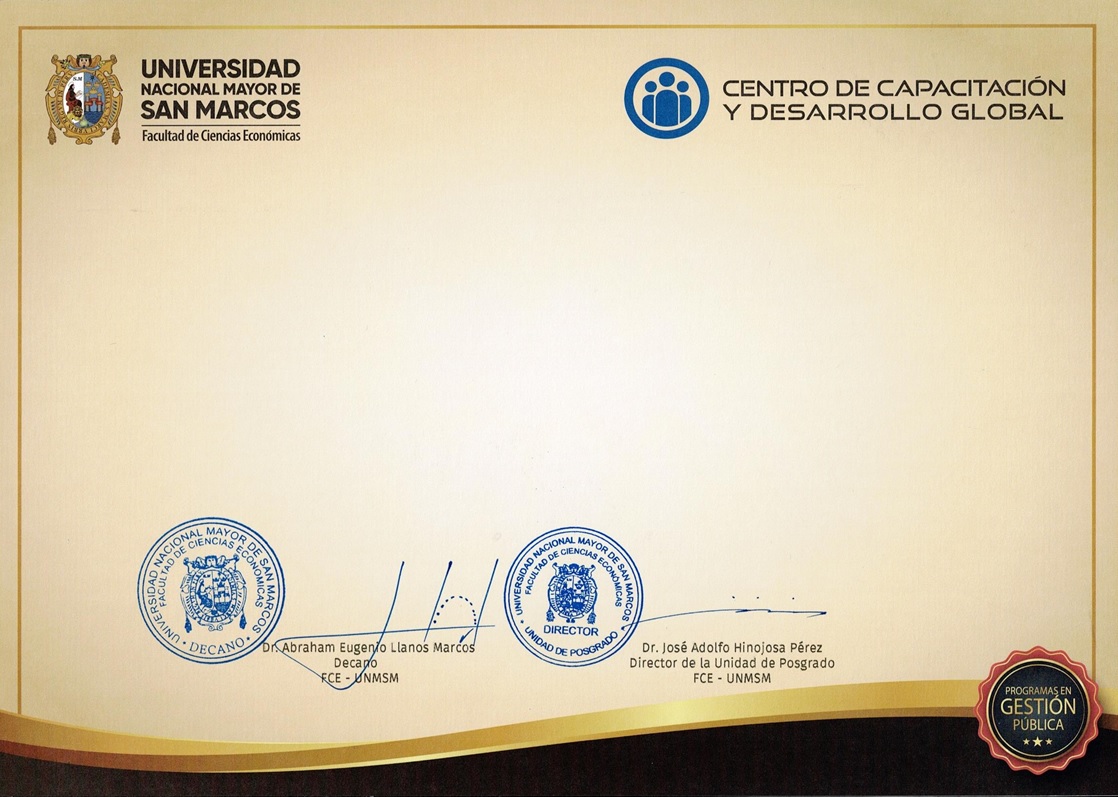 UNIVERSIDAD
NACIONAL MAYOR DE
SAN MARCOS
Facultad de Ciencias Económicas
CENTRO DE CAPACITACIÓN
Y DESARROLLO GLOBAL
UNIVERSIDAD NACIONAL MAYOR DE SAN MARCOS
FACULTAD DE CIENCIAS ECONÓMICAS
• DECANO •
Dr. Abraham Eugenio Llanos Marcos
Decano
FCE - UNMSM
UNIVERSIDAD NACIONAL MAYOR DE SAN MARCOS
FACULTAD DE CIENCIAS ECONÓMICAS
DIRECTOR
UNIDAD DE POSGRADO
Dr. José Adolfo Hinojosa Pérez
Director de la Unidad de Posgrado
FCE - UNMSM
PROGRAMAS EN
GESTIÓN
PÚBLICA